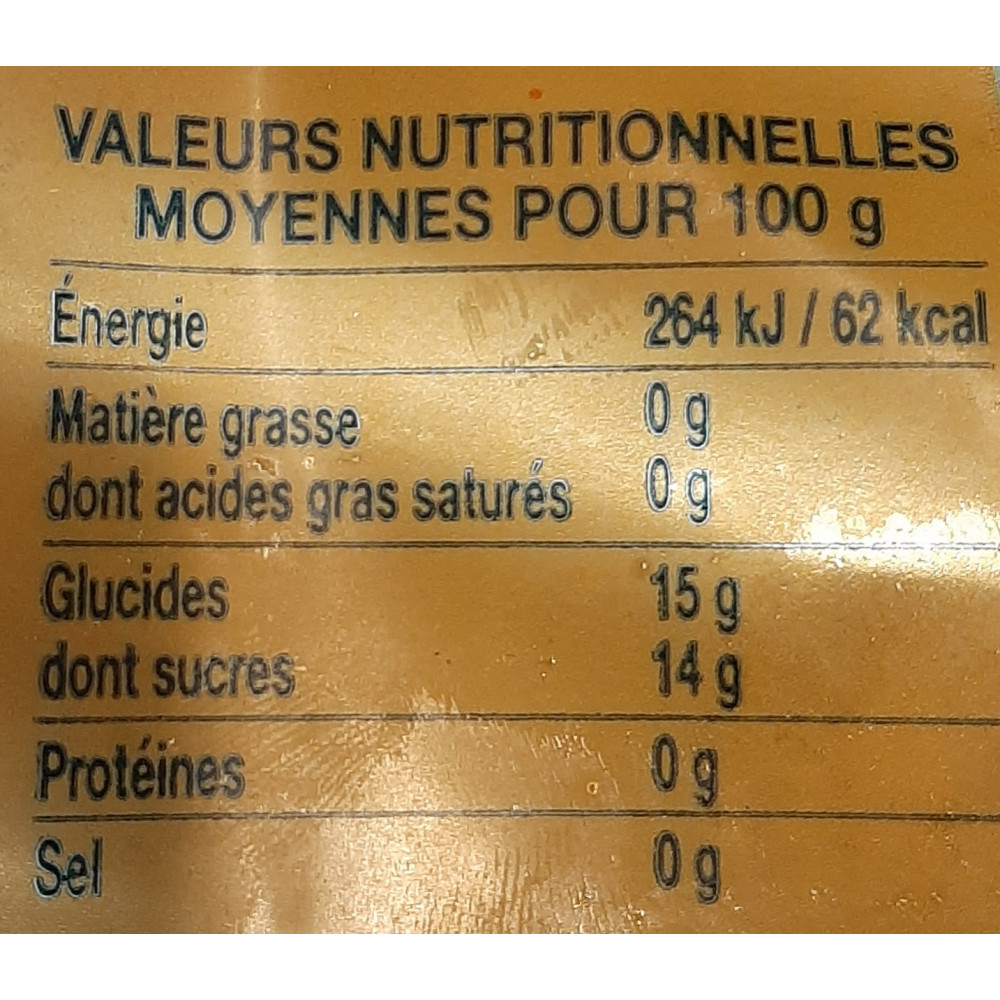 VALEURS NUTRITIONNELLES
MOYENNES POUR 100 g
Énergie 264 kJ / 62 kcal
Matière grasse 0 g
dont acides gras saturés 0 g
Glucides 15 g
dont sucres 14 g
Protéines 0 g
Sel 0 g